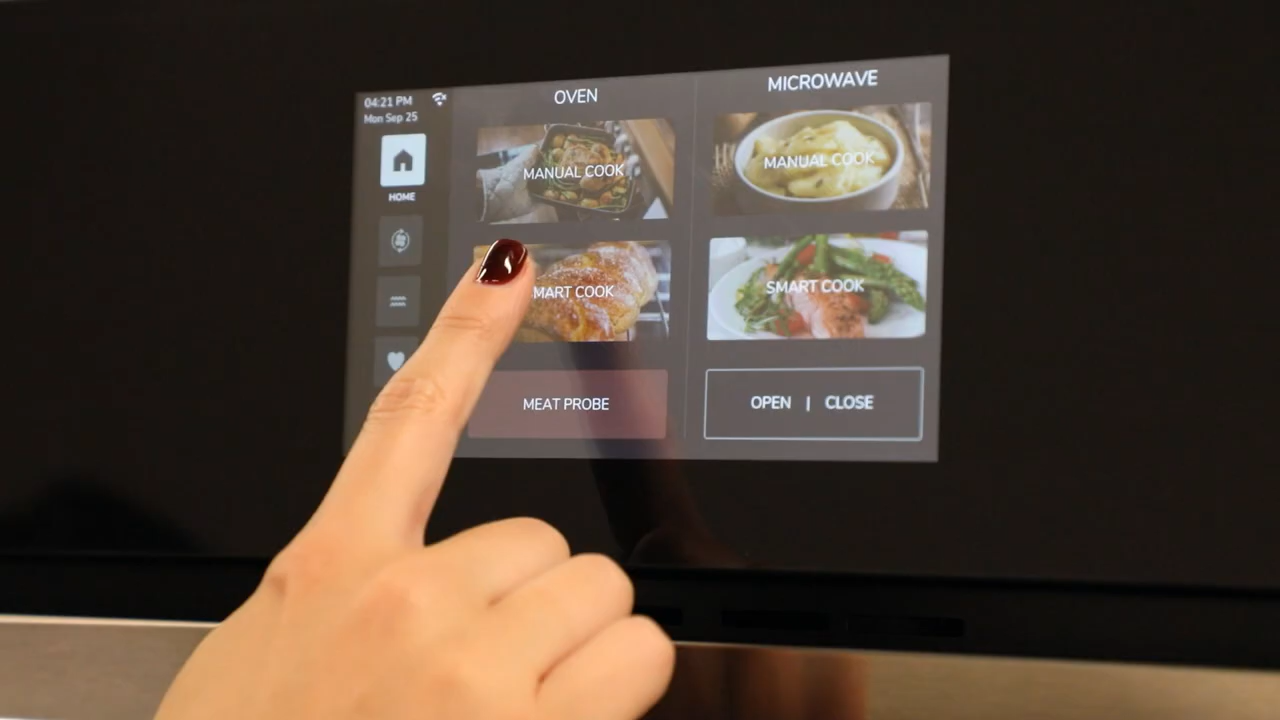 04:21 PM
Mon Sep 25
HOME
OVEN
MANUAL COOK
MART COOK
MEAT PROBE
MICROWAVE
MANUAL COOK
SMART COOK
OPEN | CLOSE